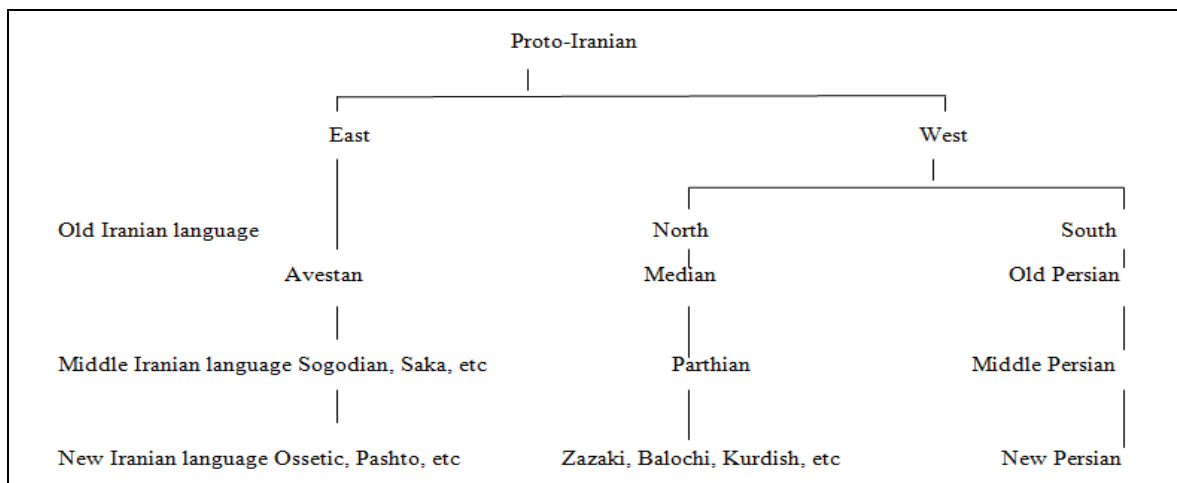 Proto-Iranian
East West
Old Iranian language North South
Avestan Median Old Persian
Middle Iranian language Sogodian, Saka, etc Parthian Middle Persian
New Iranian language Ossetic, Pashto, etc Zazaki, Balochi, Kurdish, etc New Persian